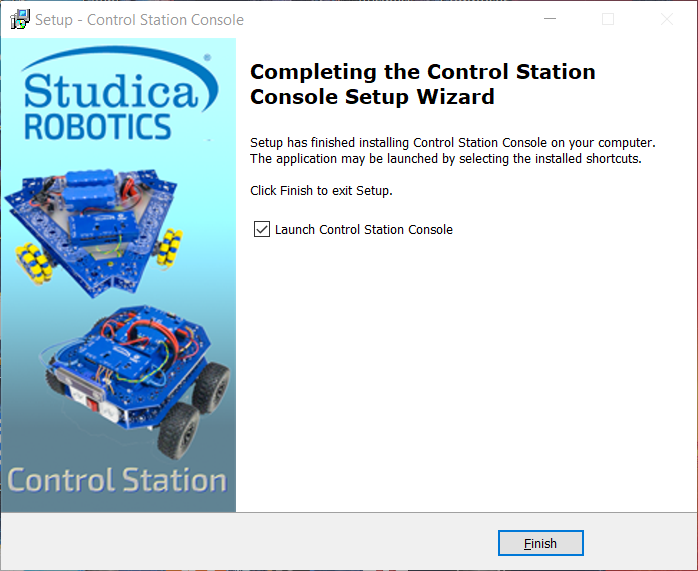 Setup - Control Station Console
Studica
ROBOTICS
Control Station
Completing the Control Station
Console Setup Wizard
Setup has finished installing Control Station Console on your computer.
The application may be launched by selecting the installed shortcuts.
Click Finish to exit Setup.
Launch Control Station Console
Finish